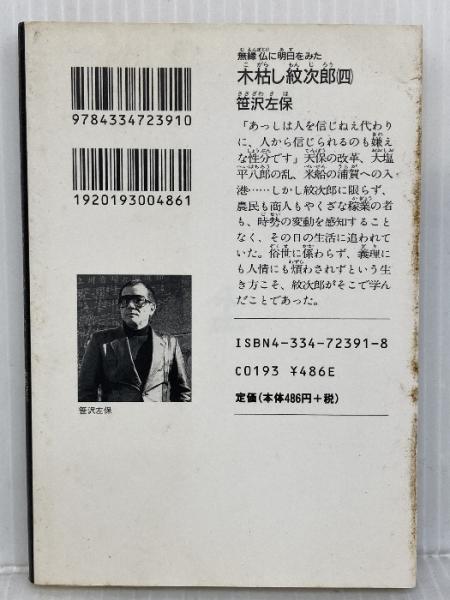 無縁仏に明日をみた
木枯し紋次郎(四)
笹沢左保
「あっしは人を信じねえ代わり
に、人から信じられるのも嫌え
な性分です」天保の改革、大塩
平八郎の乱、米船の浦賀への入
港……しかし紋次郎に限らず、
農民も商人もやくざな稼業の者
も、時勢の変動を感知すること
なく、その日の生活に追われて
いた。俗世に係わらず、義理に
も人情にも煩わされずという生
き方こそ、紋次郎がそこで学ん
だことであった。
ISBN4-334-72391-8
C0193 ¥486E
定価(本体486円+税)
9784334723910
1920193004861
笹沢左保